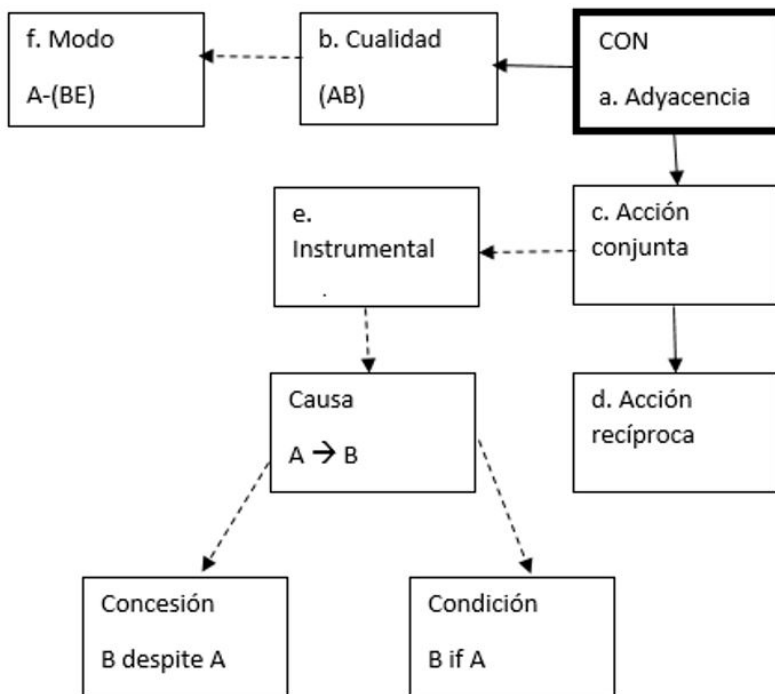 f. Modo
A-(BE)
b. Cualidad
(AB)
CON
a. Adyacencia
e.
Instrumental
.
c. Acción
conjunta
Causa
A → B
d. Acción
recíproca
Concesión
B despite A
Condición
B if A